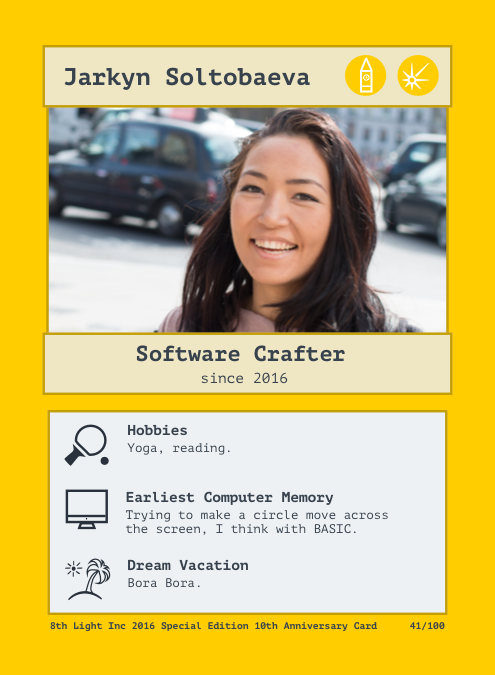 Jarkyn Soltobaeva
Software Crafter
since 2016
Hobbies
Yoga, reading.
Earliest Computer Memory
Trying to make a circle move across
the screen, I think with BASIC.
Dream Vacation
Bora Bora.
8th Light Inc 2016 Special Edition 10th Anniversary Card 41/100